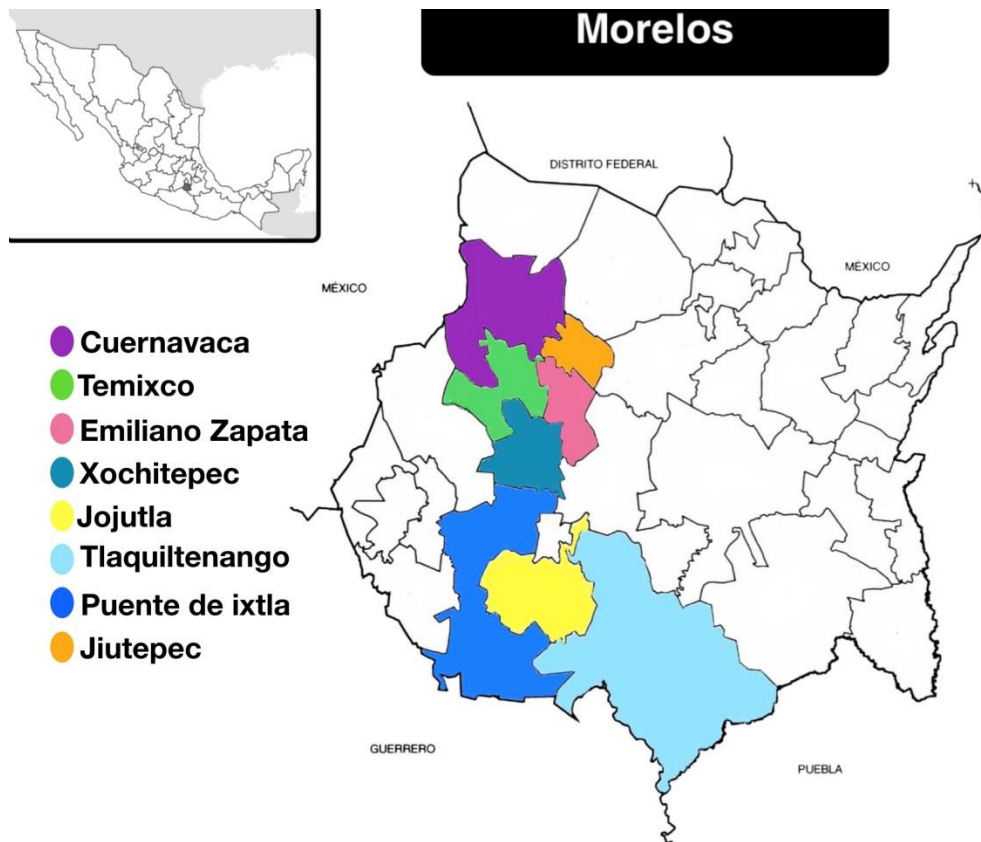 Morelos
DISTRITO FEDERAL
MÉXICO
MÉXICO
Cuernavaca
Temixco
Emiliano Zapata
Xochitepec
Jojutla
Tlaquiltenango
Puente de ixtla
Jiutepec
GUERRERO
PUEBLA